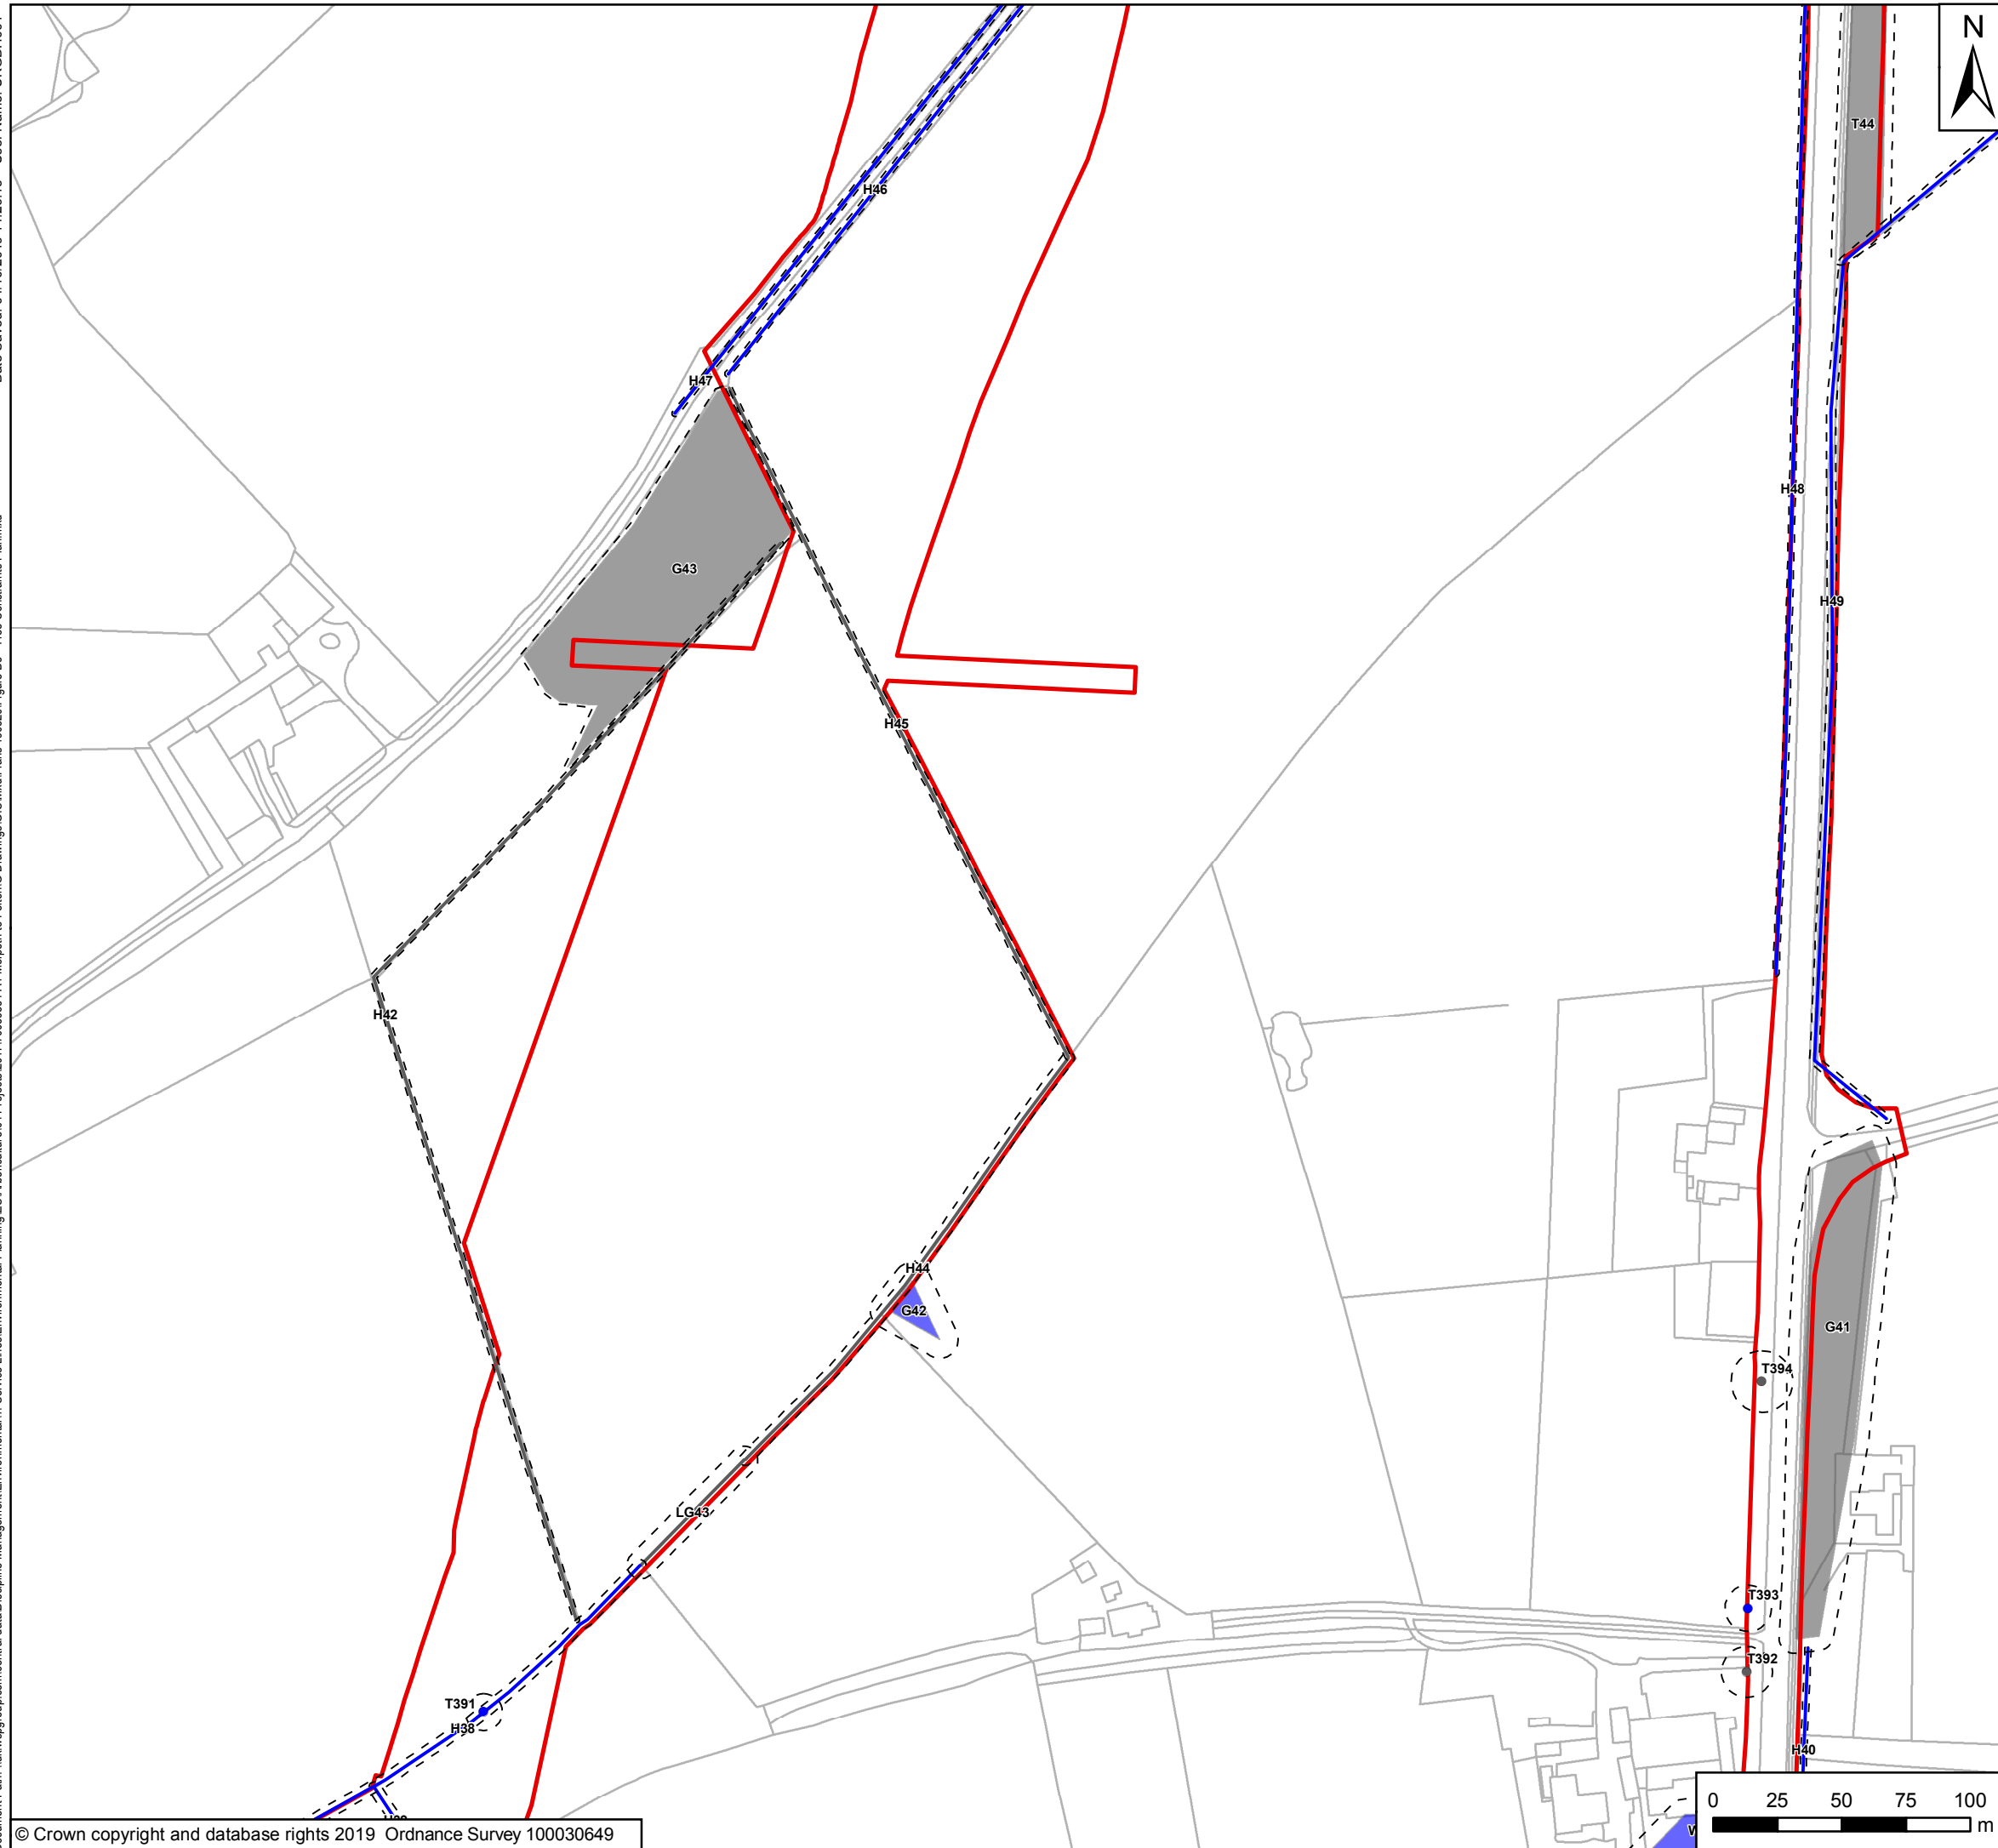 N
T44
H46
H47
H48
G43
H49
H45
H42
H44
G42
G41
T394
LG43
T393
T392
T391
H38
H40
0 25 50 75 100
m
© Crown copyright and database rights 2019 Ordnance Survey 100030649